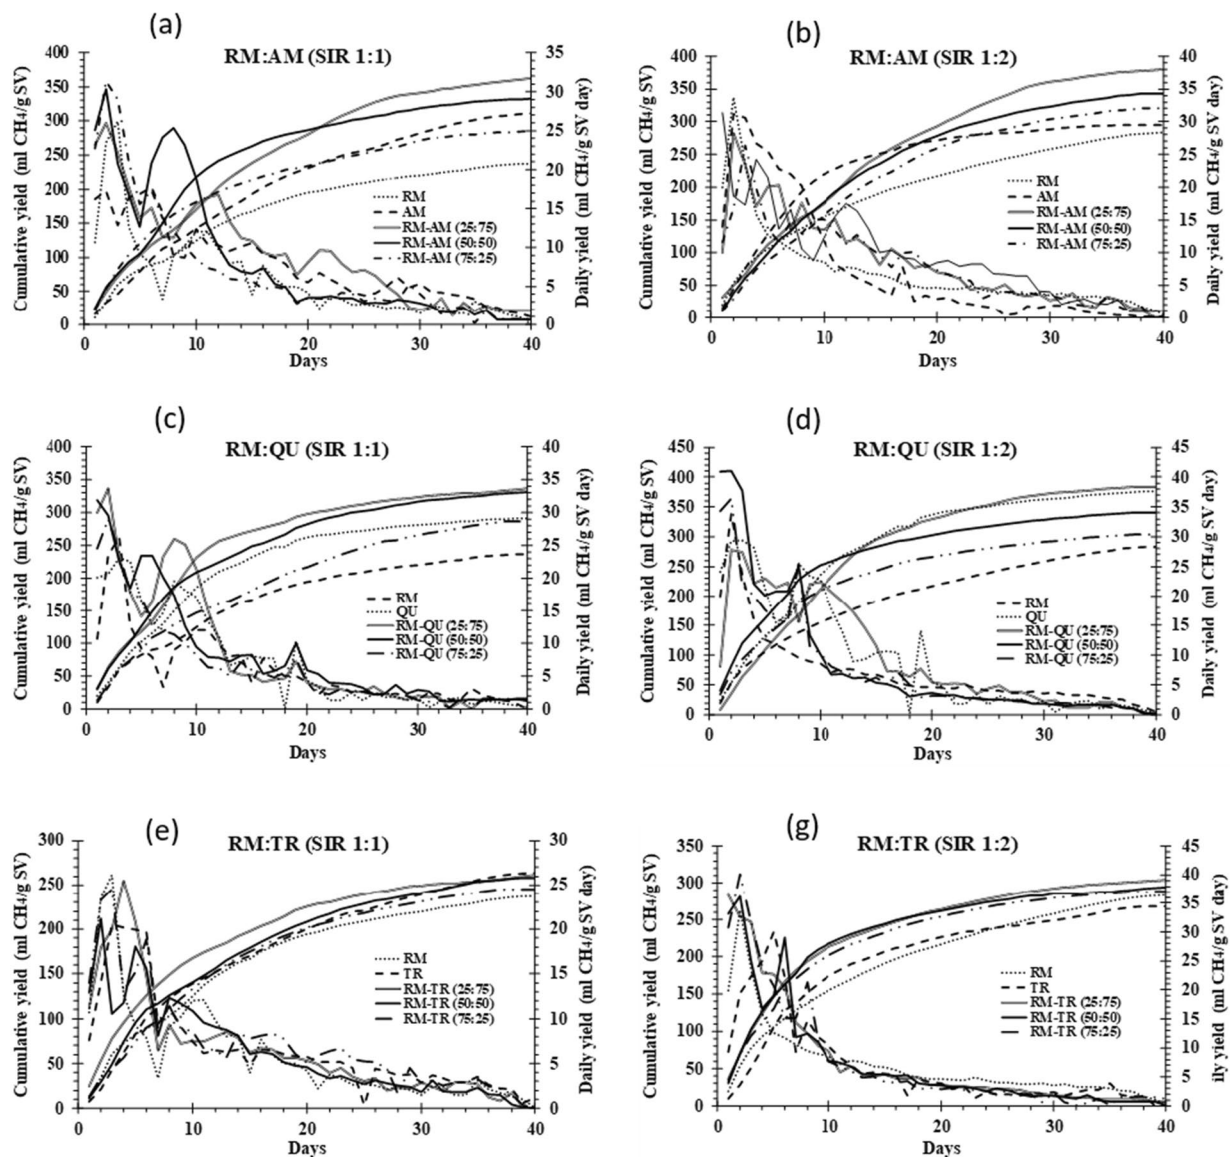 (a)
RM:AM (SIR 1:1)
Cumulative yield (ml CH4/g SV)
400
350
300
250
200
150
100
50
0
35
30
25
20
15
10
5
0
Daily yield (ml CH4/g SV day)
RM
AM
RM-AM (25:75)
RM-AM (50:50)
RM-AM (75:25)
0 10 20 30 40
Days
(b)
RM:AM (SIR 1:2)
Cumulative yield (ml CH4/g SV)
400
350
300
250
200
150
100
50
0
40
35
30
25
20
15
10
5
0
Daily yield (ml CH4/g SV day)
RM
AM
RM-AM (25:75)
RM-AM (50:50)
RM-AM (75:25)
0 10 20 30 40
Days
(c)
RM:QU (SIR 1:1)
Cumulative yield (ml CH4/g SV)
400
350
300
250
200
150
100
50
0
40
35
30
25
20
15
10
5
0
Daily yield (ml CH4/g SV day)
RM
QU
RM-QU (25:75)
RM-QU (50:50)
RM-QU (75:25)
0 10 20 30 40
Days
(d)
RM:QU (SIR 1:2)
Cumulative yield (ml CH4/g SV)
450
400
350
300
250
200
150
100
50
0
45
40
35
30
25
20
15
10
5
0
Daily yield (ml CH4/g SV day)
RM
QU
RM-QU (25:75)
RM-QU (50:50)
RM-QU (75:25)
0 10 20 30 40
Days
(e)
RM:TR (SIR 1:1)
Cumulative yield (ml CH4/g SV)
300
250
200
150
100
50
0
30
25
20
15
10
5
0
Daily yield (ml CH4/g SV day)
RM
TR
RM-TR (25:75)
RM-TR (50:50)
RM-TR (75:25)
0 10 20 30 40
Days
(g)
RM:TR (SIR 1:2)
Cumulative yield (ml CH4/g SV)
350
300
250
200
150
100
50
0
45
40
35
30
25
20
15
10
5
0
illy yield (ml CH4/g SV day)
RM
TR
RM-TR (25:75)
RM-TR (50:50)
RM-TR (75:25)
0 10 20 30 40
Days